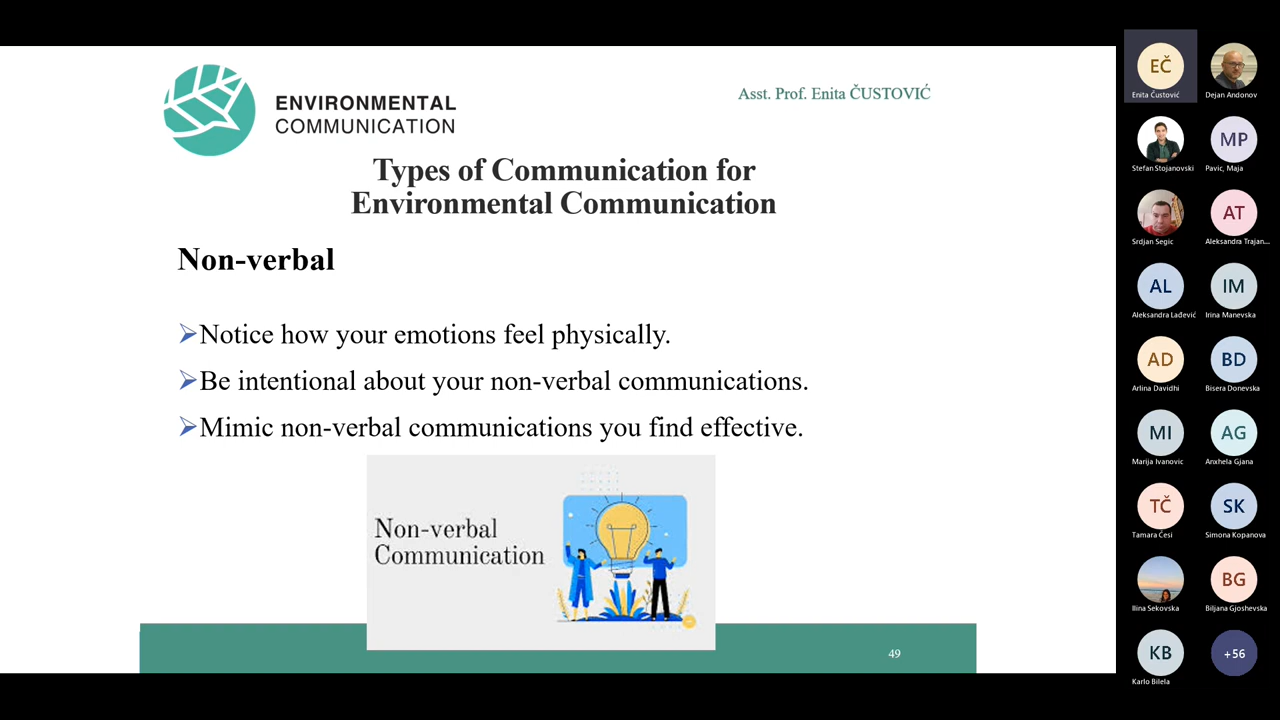 ENVIRONMENTAL
COMMUNICATION
Asst. Prof. Enita ČUSTOVIĆ
Types of Communication for
Environmental Communication
Non-verbal
Notice how your emotions feel physically.
Be intentional about your non-verbal communications.
Mimic non-verbal communications you find effective.
Non-verbal
Communication
49
EČ
Enita Čustović
Dejan Andonov
Stefan Stojanovski
MP
Pavic, Maja
Srdjan Segic
AT
Aleksandra Trajan...
AL
Aleksandra Lađević
IM
Irina Manevska
AD
Arlina Davidhi
BD
Bisera Donevska
MI
Marija Ivanovic
AG
Anxhela Gjana
TČ
Tamara Česi
SK
Simona Kopanova
Ilina Sekovska
BG
Biljana Gjoshevska
KB
Karlo Bilela
+56